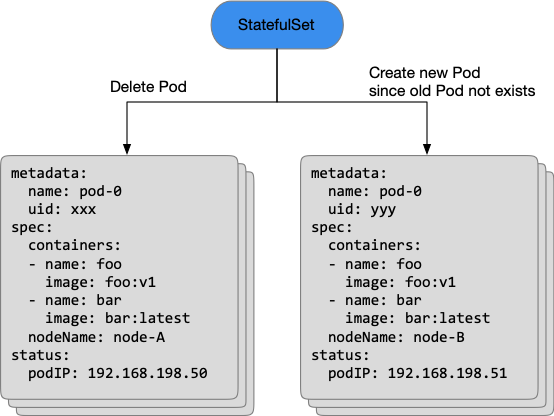 StatefulSet
Delete Pod
Create new Pod
since old Pod not exists
metadata:
  name: pod-0
  uid: xxx
spec:
  containers:
  - name: foo
    image: foo:v1
  - name: bar
    image: bar:latest
  nodeName: node-A
status:
  podIP: 192.168.198.50
metadata:
  name: pod-0
  uid: yyy
spec:
  containers:
  - name: foo
    image: foo:v1
  - name: bar
    image: bar:latest
  nodeName: node-B
status:
  podIP: 192.168.198.51